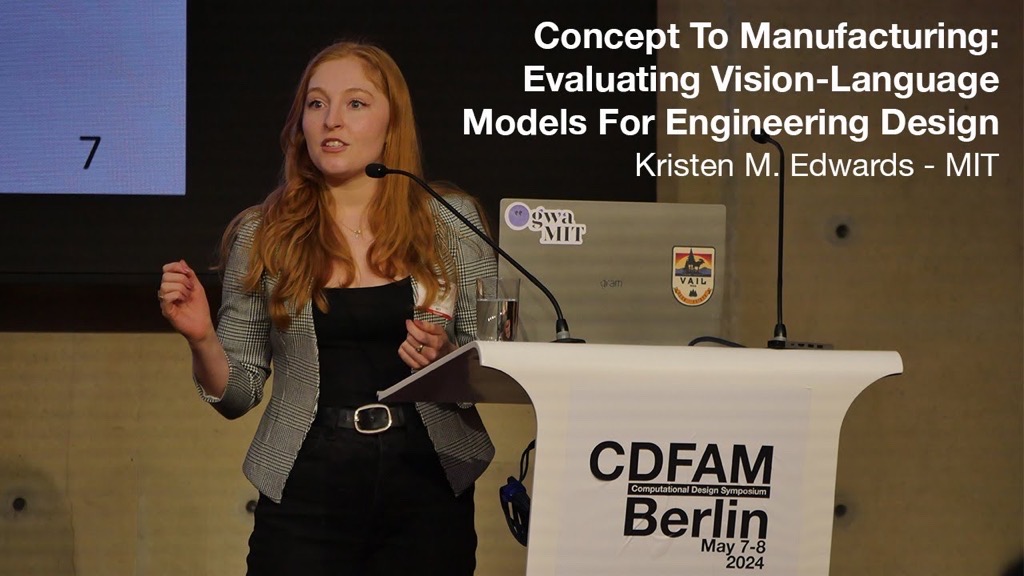 Concept To Manufacturing:
Evaluating Vision-Language
Models For Engineering Design
Kristen M. Edwards - MIT
7
gwa
MIT
gram
VAIL
CDFAM
Computational Design Symposium
Berlin
May 7-8
2024